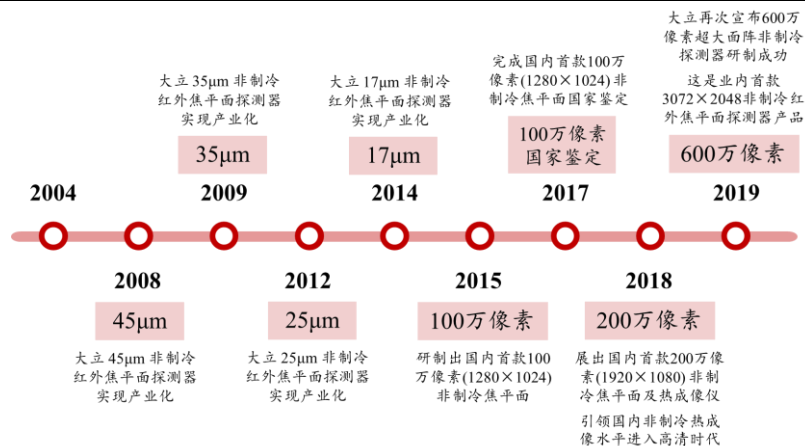 大立35μm非制冷
红外焦平面探测器
实现产业化
35μm
大立17μm非制冷
红外焦平面探测器
实现产业化
17μm
完成国内首款100万
像素(1280×1024)非
制冷焦平面国家鉴定
100万像素
国家鉴定
大立再次宣布600万
像素超大面阵非制冷
探测器研制成功
这是业内首款
3072×2048非制冷红
外焦平面探测器产品
600万像素
2004
2009
2014
2017
2019
2008
45μm
大立45μm非制冷
红外焦平面探测器
实现产业化
2012
25μm
大立25μm非制冷
红外焦平面探测器
实现产业化
2015
100万像素
研制出国内首款100
万像素(1280×1024)
非制冷焦平面
2018
200万像素
展出国内首款200万像
素(1920×1080)非制
冷焦平面及热成像仪
引领国内非制冷热成
像水平进入高清时代